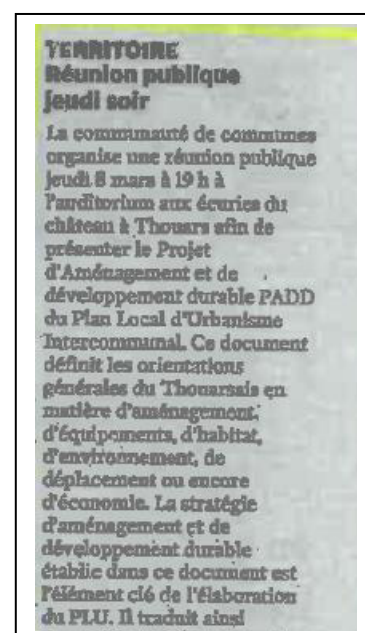 TERRITOIRE
Réunion publique
jeudi soir
La communauté de communes
organise une réunion publique
jeudi 8 mars à 19 h à
l'auditorium aux écuries du
château à Thouars afin de
présenter le Projet
d'Aménagement et de
développement durable PADD
du Plan Local d'Urbanisme
Intercommunal. Ce document
définit les orientations
générales du Thouarsais en
matière d'aménagement,
d'équipements, d'habitat,
d'environnement, de
déplacement ou encore
d'économie. La stratégie
d'aménagement et de
développement durable
établie dans ce document est
l'élément clé de l'élaboration
du PLU. Il traduit ainsi